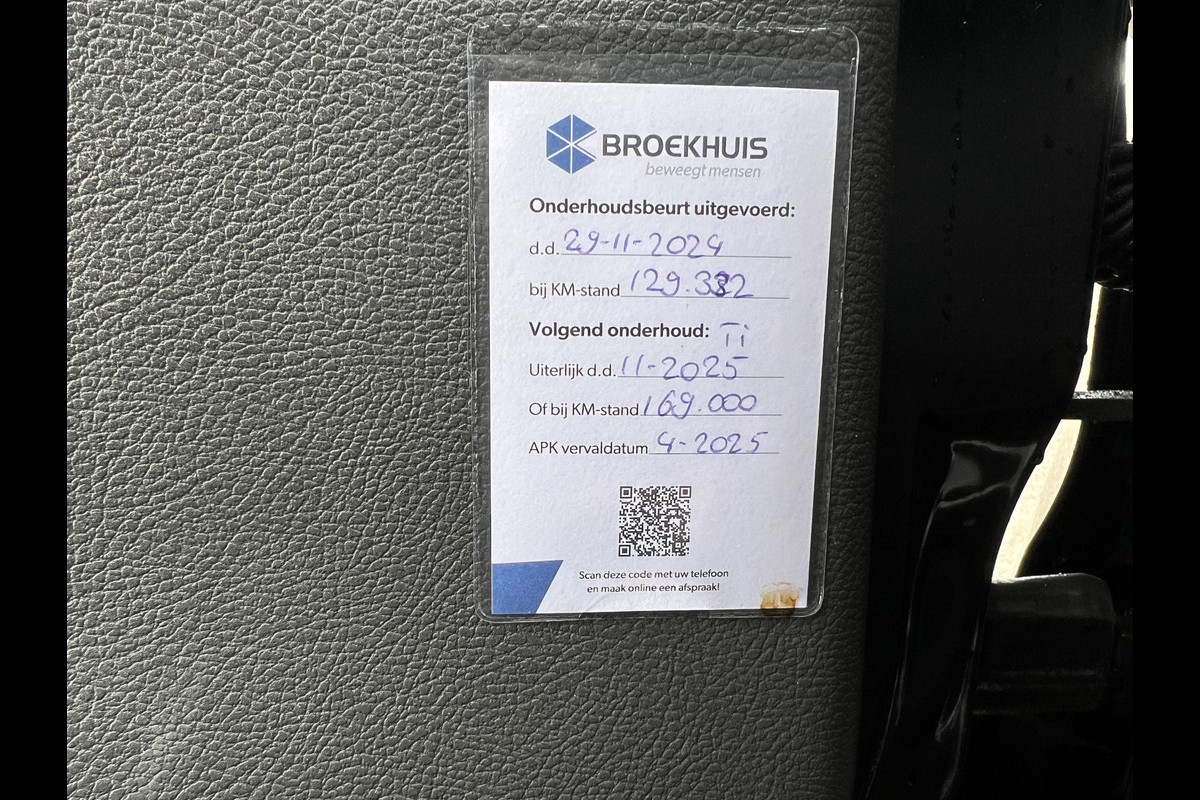 BROEKHUIS
beweegt mensen
Onderhoudsbeurt uitgevoerd:
d.d. 29-11-2024
bij KM-stand
Volgend onderhoud: Ti
Uiterlijk d.d. 11-2025
Of bij KM-stand 169.000
APK vervaldatum 4-2025
Scan deze code met uw telefoon
en maak online een afspraak!